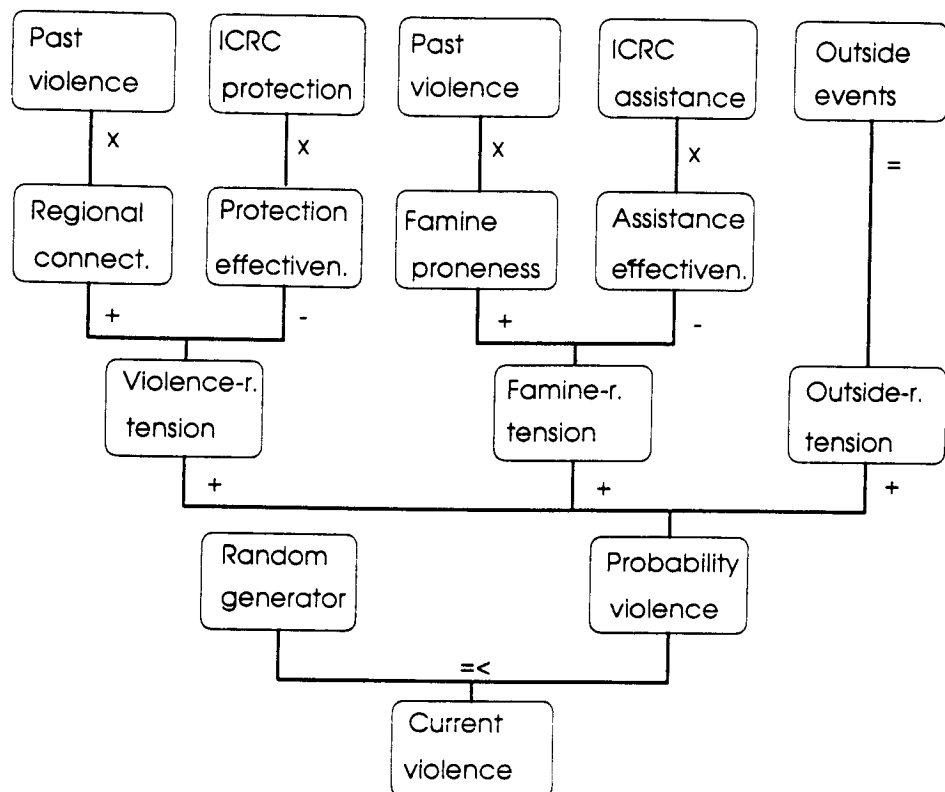 Past
violence
ICRC
protection
Past
violence
ICRC
assistance
Outside
events
x
x
x
x
=
Regional
connect.
Protection
effectiven.
Famine
proneness
Assistance
effectiven.
+
-
+
-
Violence-r.
tension
Famine-r.
tension
Outside-r.
tension
+
+
+
Random
generator
Probability
violence
=<
Current
violence